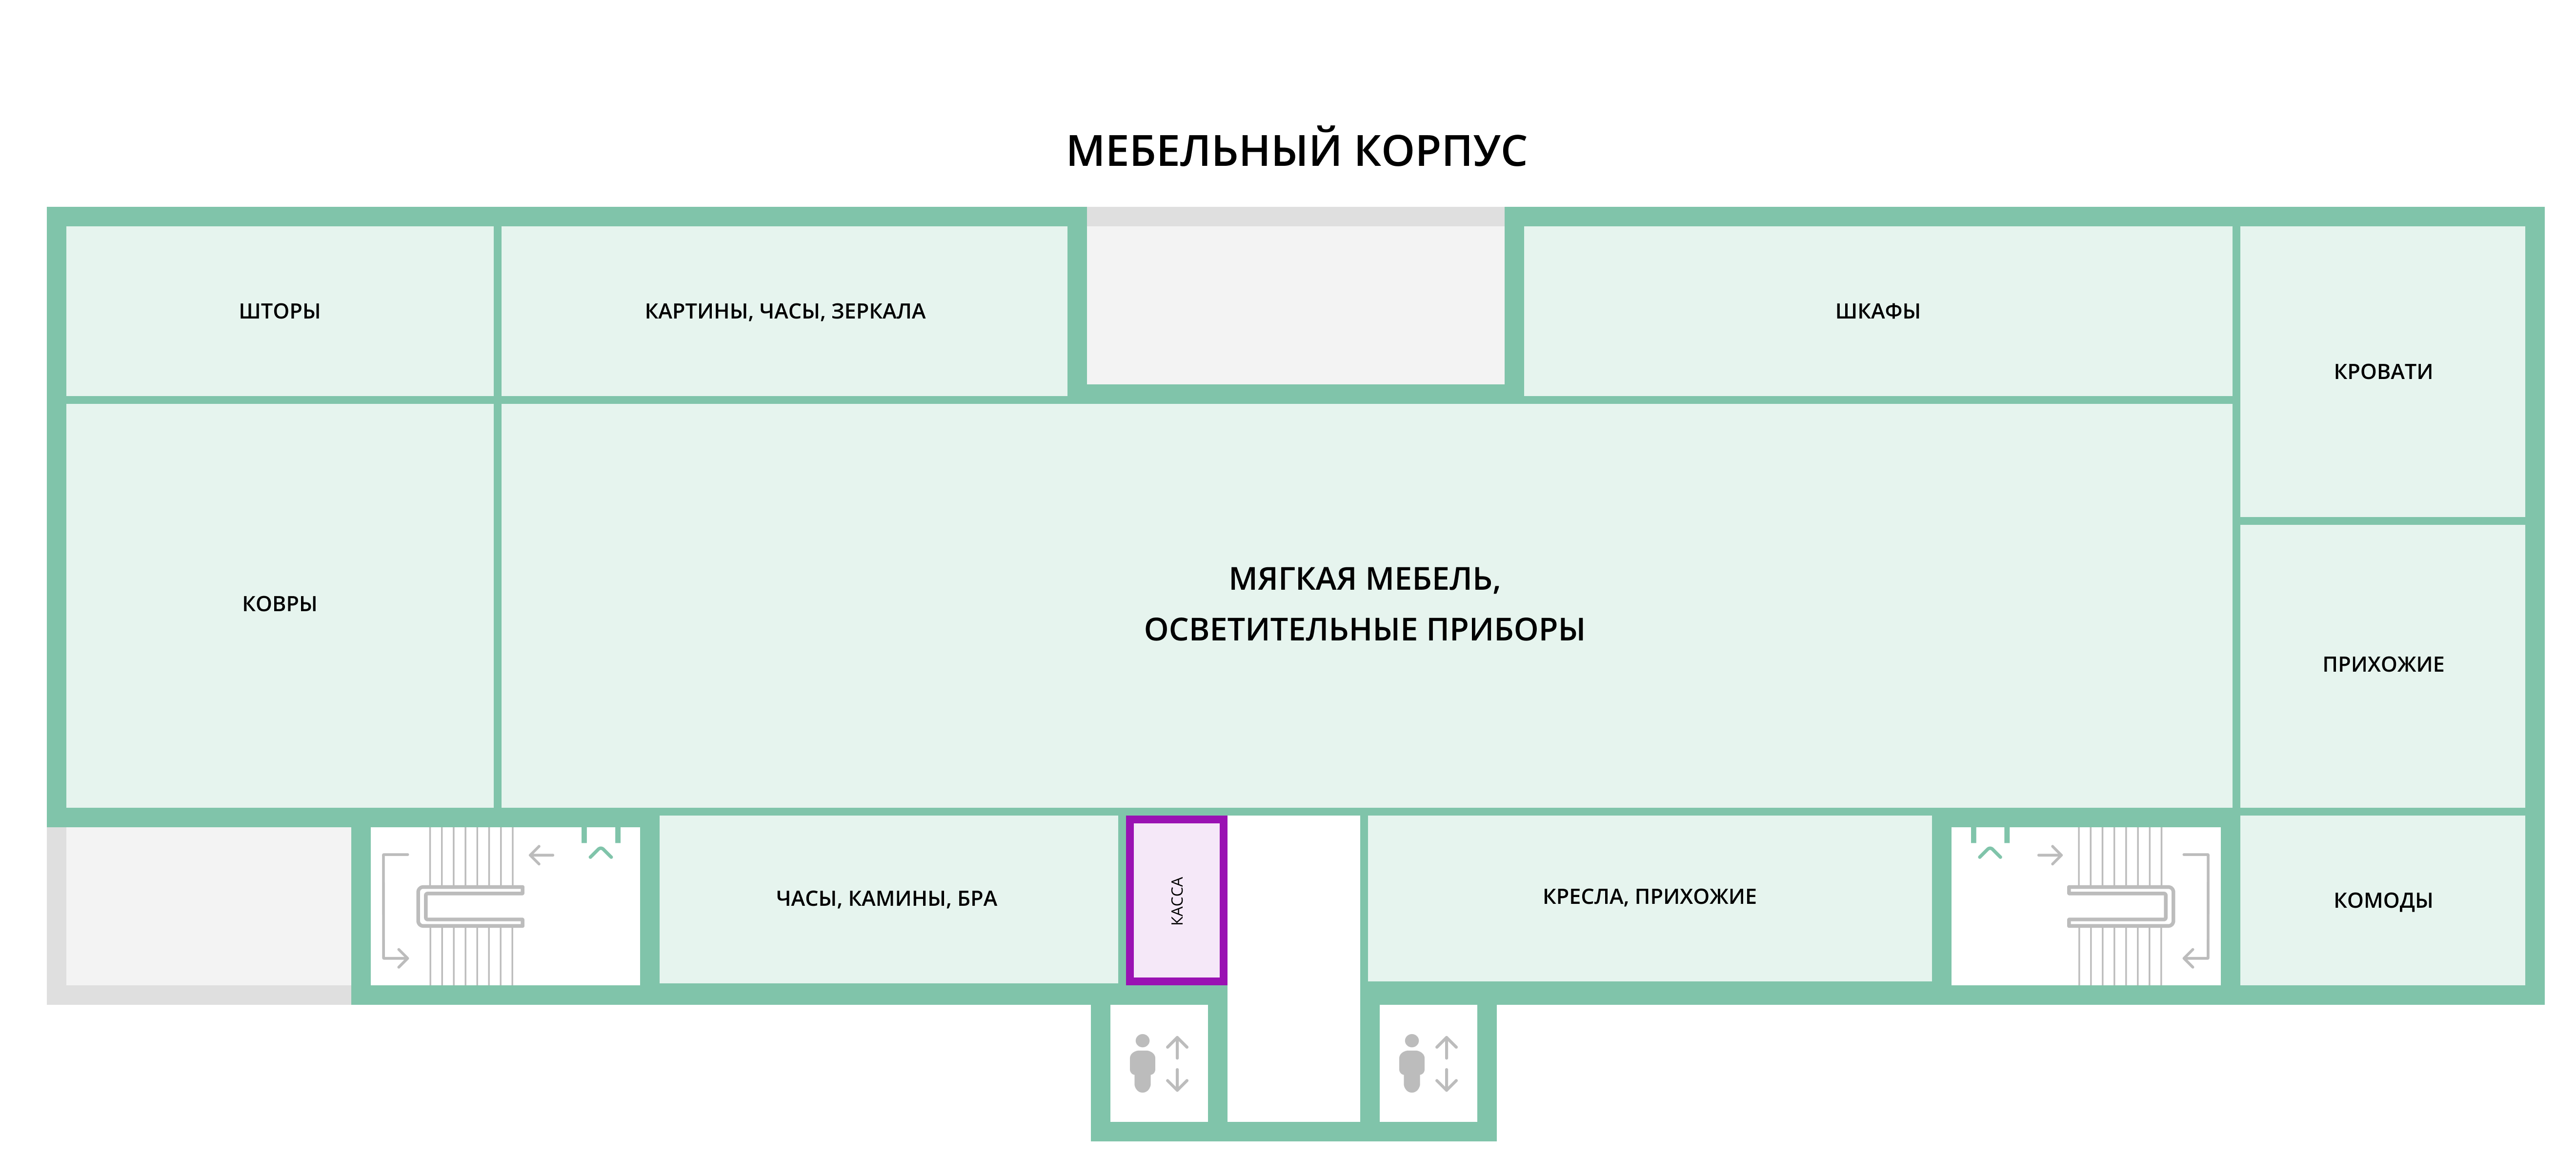 МЕБЕЛЬНЫЙ КОРПУС
ШТОРЫ
КАРТИНЫ, ЧАСЫ, ЗЕРКАЛА
ШКАФЫ
КРОВАТИ
КОВРЫ
МЯГКАЯ МЕБЕЛЬ,
ОСВЕТИТЕЛЬНЫЕ ПРИБОРЫ
ПРИХОЖИЕ
ЧАСЫ, КАМИНЫ, БРА
КАССА
КРЕСЛА, ПРИХОЖИЕ
КОМОДЫ